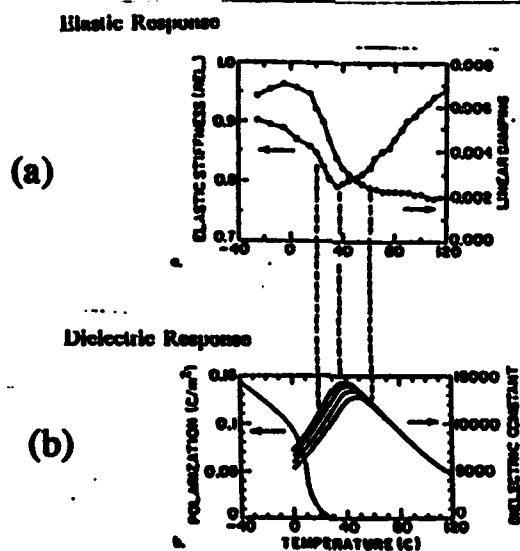 Elastic Response
(a)
ELASTIC STIFFNESS (REL.)
1.0
0.9
0.8
0.7
0.008
0.006
0.004
0.002
0.000
LINEAR DAMPING
-40 0 40 80 120
a.
Dielectric Response
(b)
POLARIZATION (C/m²)
0.15
0.1
0.05
0
15000
10000
5000
0
DIELECTRIC CONSTANT
-40 0 40 80 120
b. TEMPERATURE (C)